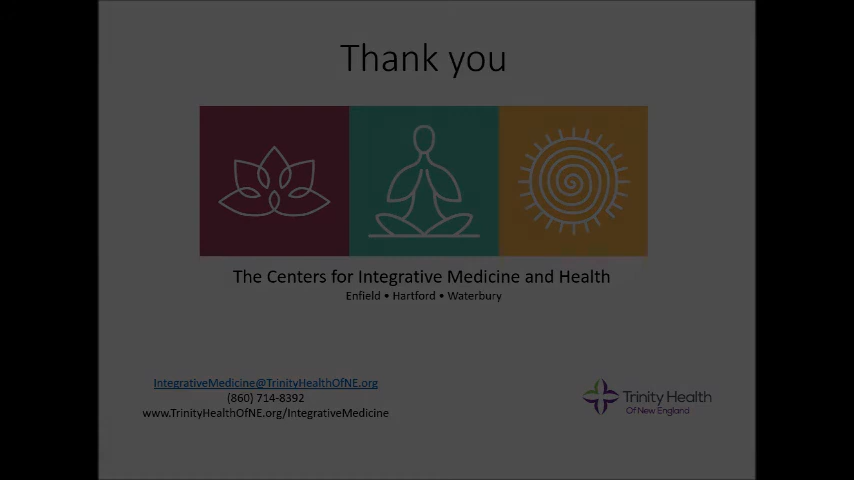 Thank you
The Centers for Integrative Medicine and Health
Enfield • Hartford • Waterbury
IntegrativeMedicine@TrinityHealthOfNE.org
(860) 714-8392
www.TrinityHealthOfNE.org/IntegrativeMedicine
Trinity Health
Of New England